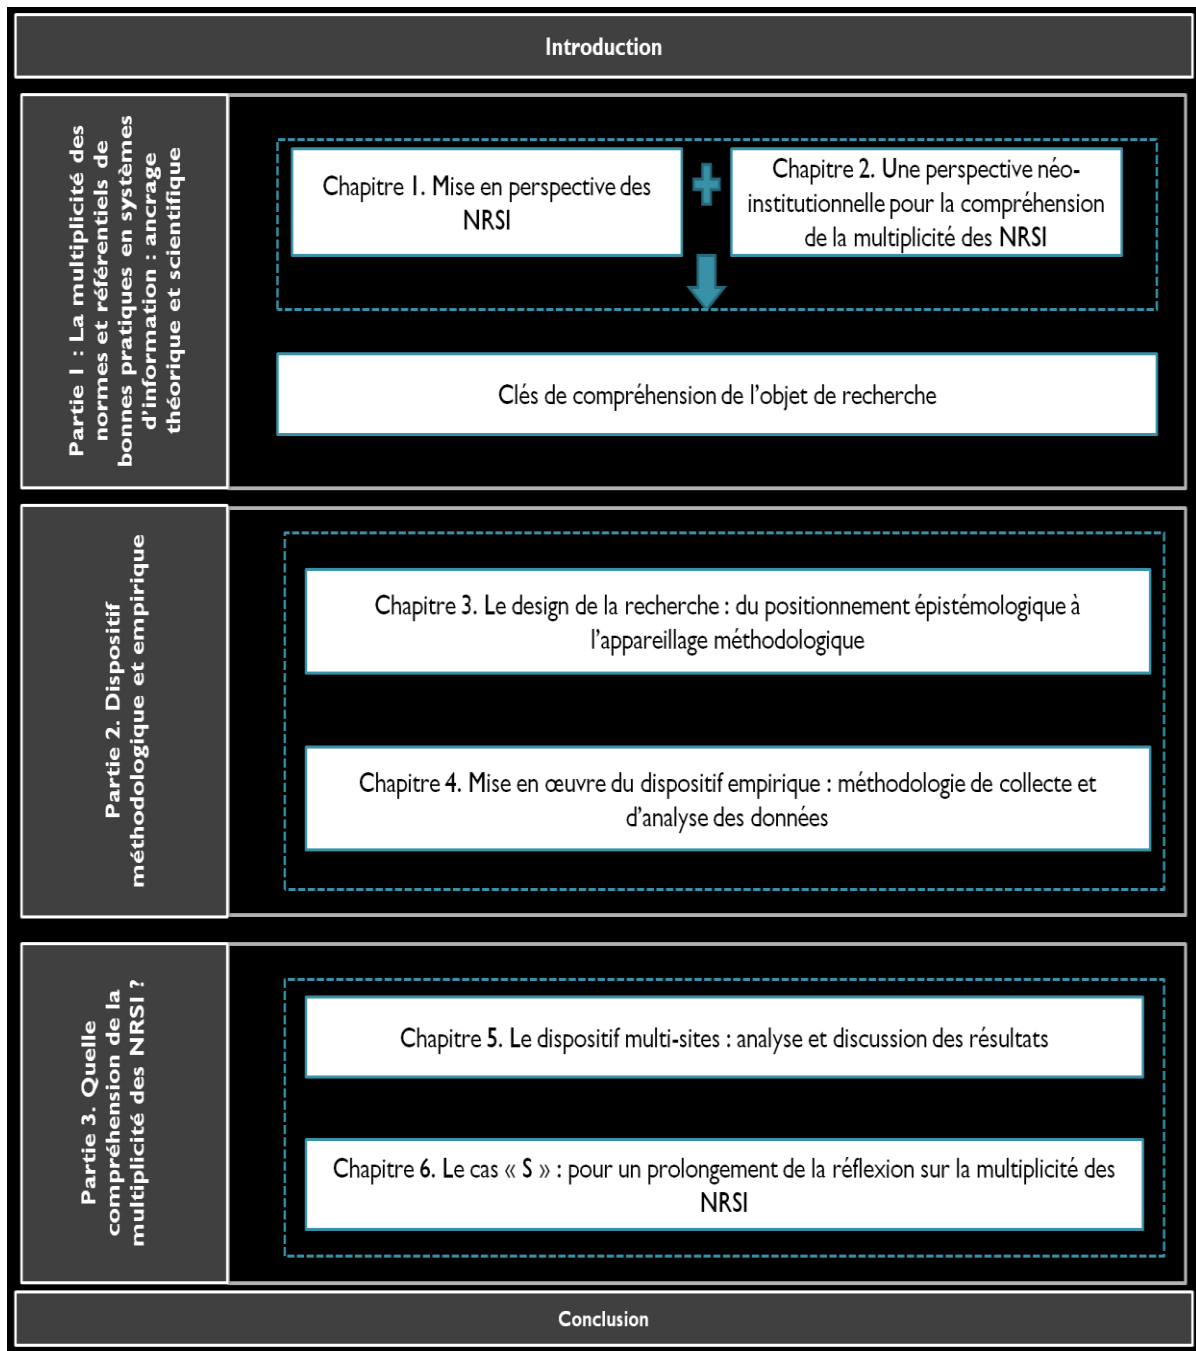 Introduction
Partie 1 : La multiplicité des
normes et référentiels de
bonnes pratiques en systèmes
d'information : ancrage
théorique et scientifique
Chapitre 1. Mise en perspective des
NRSI
Chapitre 2. Une perspective néo-
institutionnelle pour la compréhension
de la multiplicité des NRSI
Clés de compréhension de l'objet de recherche
Partie 2. Dispositif
méthodologique et empirique
Chapitre 3. Le design de la recherche : du positionnement épistémologique à
l'appareillage méthodologique
Chapitre 4. Mise en œuvre du dispositif empirique : méthodologie de collecte et
d'analyse des données
Partie 3. Quelle
compréhension de la
multiplicité des NRSI ?
Chapitre 5. Le dispositif multi-sites : analyse et discussion des résultats
Chapitre 6. Le cas « S » : pour un prolongement de la réflexion sur la multiplicité des
NRSI
Conclusion